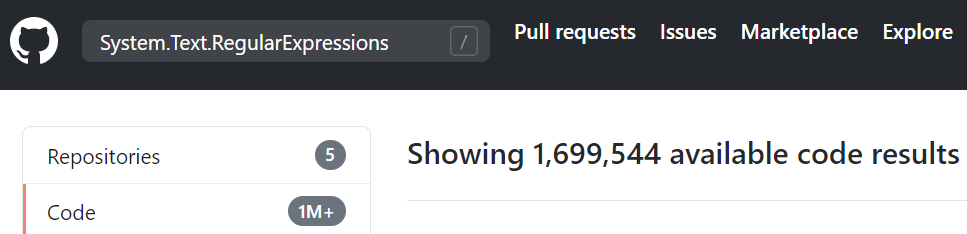 System.Text.RegularExpressions
/
Pull requests
Issues
Marketplace
Explore
Repositories
5
Code
1M+
Showing 1,699,544 available code results